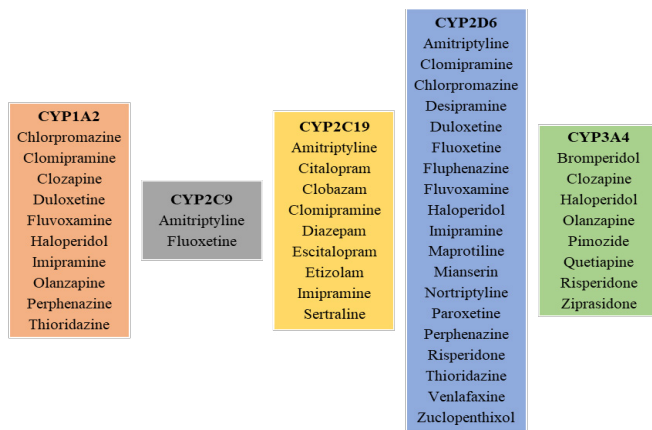 CYP1A2
Chlorpromazine
Clomipramine
Clozapine
Duloxetine
Fluvoxamine
Haloperidol
Imipramine
Olanzapine
Perphenazine
Thioridazine
CYP2C9
Amitriptyline
Fluoxetine
CYP2C19
Amitriptyline
Citalopram
Clobazam
Clomipramine
Diazepam
Escitalopram
Etizolam
Imipramine
Sertraline
CYP2D6
Amitriptyline
Clomipramine
Chlorpromazine
Desipramine
Duloxetine
Fluoxetine
Fluphenazine
Fluvoxamine
Haloperidol
Imipramine
Maprotiline
Mianserin
Nortriptyline
Paroxetine
Perphenazine
Risperidone
Thioridazine
Venlafaxine
Zuclopenthixol
CYP3A4
Bromperidol
Clozapine
Haloperidol
Olanzapine
Pimozide
Quetiapine
Risperidone
Ziprasidone